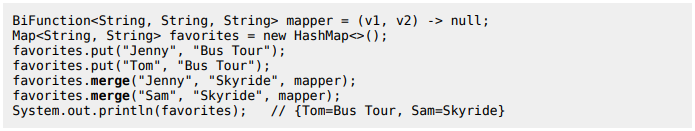 BiFunction<String, String, String> mapper = (v1, v2) -> null;
Map<String, String> favorites = new HashMap<>();
favorites.put("Jenny", "Bus Tour");
favorites.put("Tom", "Bus Tour");
favorites.merge("Jenny", "Skyride", mapper);
favorites.merge("Sam", "Skyride", mapper);
System.out.println(favorites);   // {Tom=Bus Tour, Sam=Skyride}